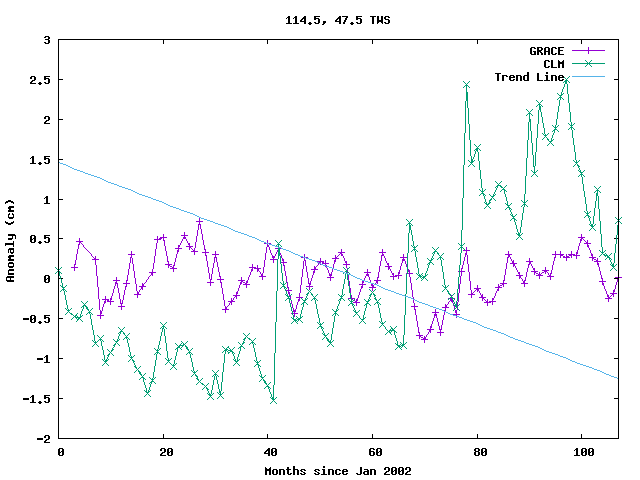 114.5, 47.5 TWS
GRACE
CLM
Trend Line
3
2.5
2
1.5
1
0.5
0
-0.5
-1
-1.5
-2
Anomaly (cm)
0 20 40 60 80 100
Months since Jan 2002